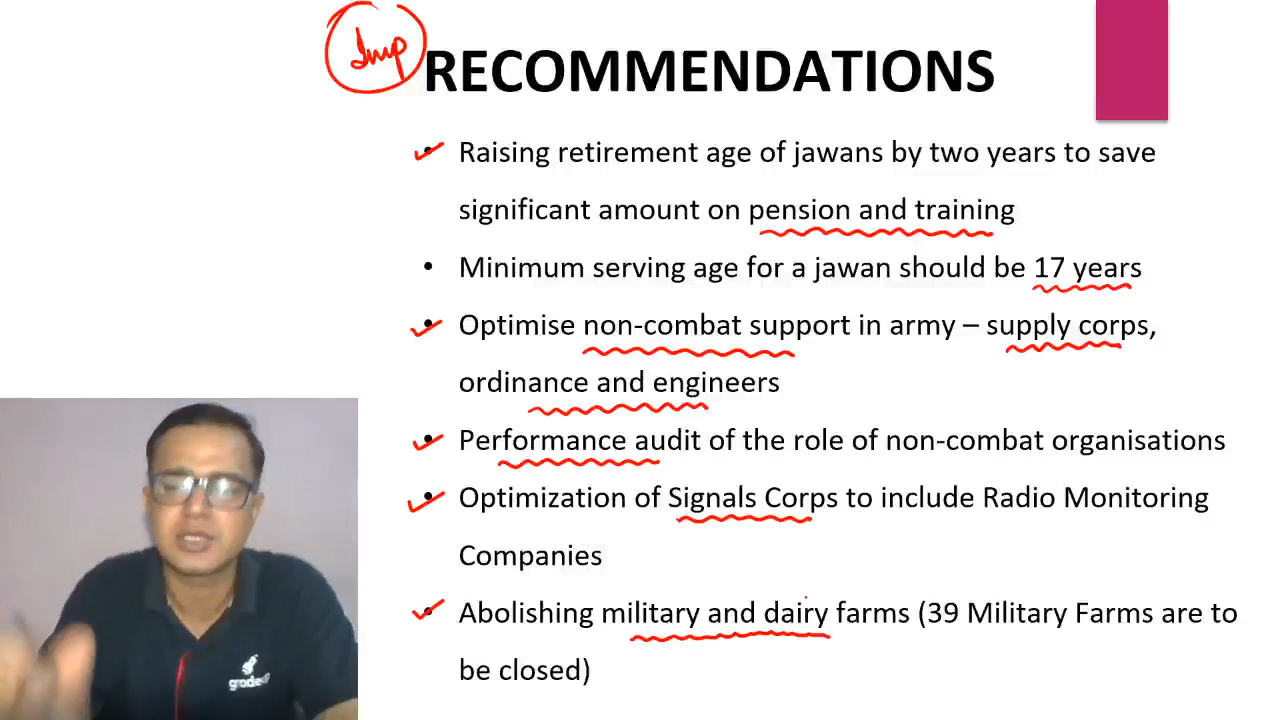 Imp
RECOMMENDATIONS
• Raising retirement age of jawans by two years to save
significant amount on pension and training
• Minimum serving age for a jawan should be 17 years
• Optimise non-combat support in army – supply corps,
ordinance and engineers
• Performance audit of the role of non-combat organisations
• Optimization of Signals Corps to include Radio Monitoring
Companies
• Abolishing military and dairy farms (39 Military Farms are to
be closed)
gradeup